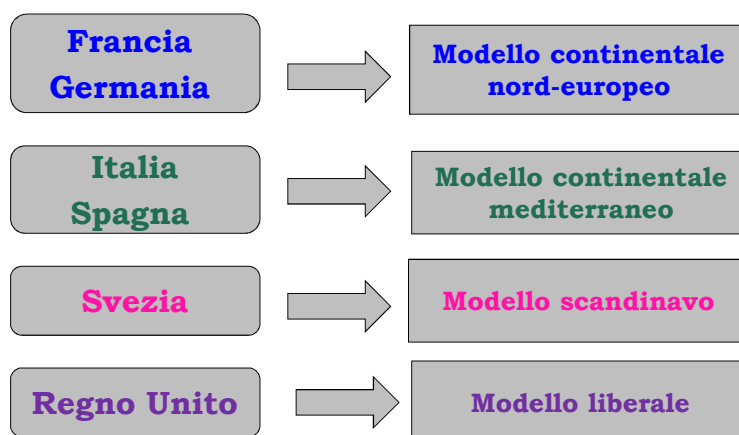 Francia
Germania
Modello continentale
nord-europeo
Italia
Spagna
Modello continentale
mediterraneo
Svezia
Modello scandinavo
Regno Unito
Modello liberale